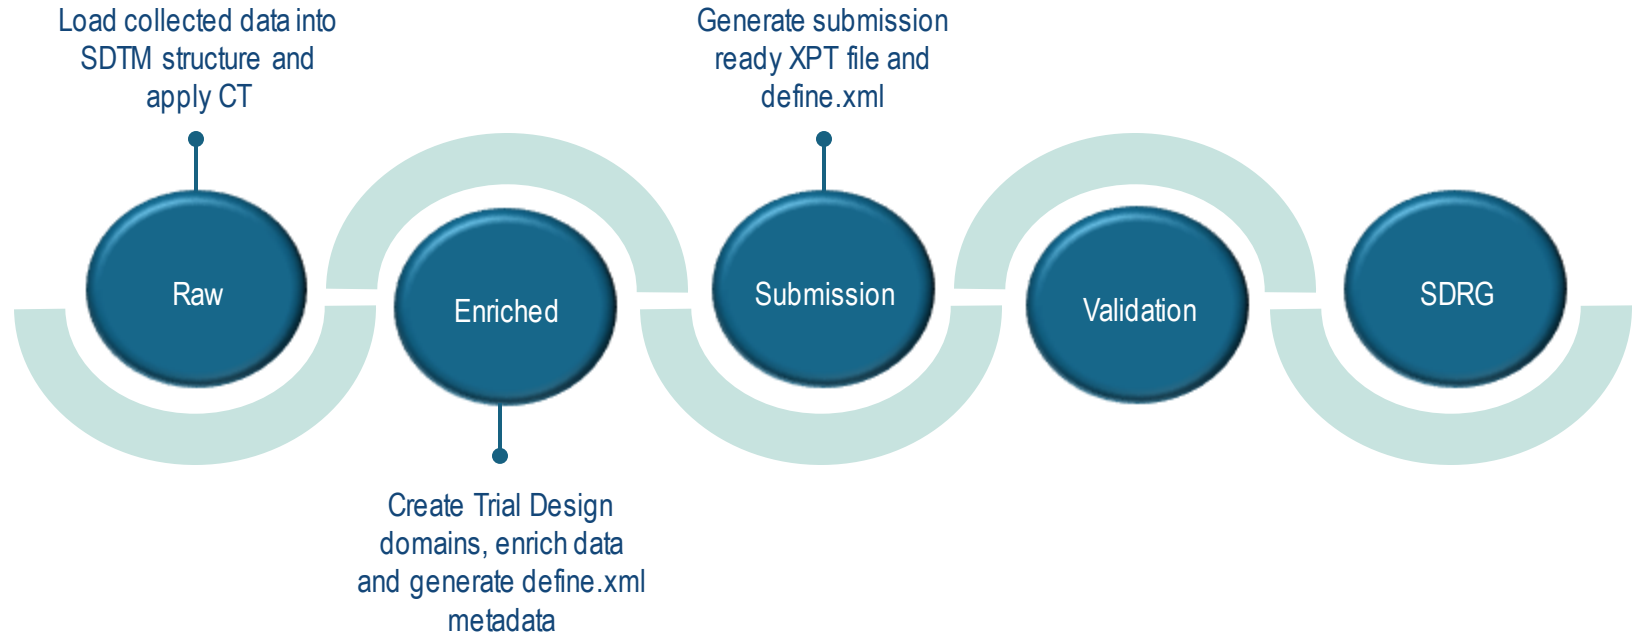 Load collected data into
SDTM structure and
apply CT
Generate submission
ready XPT file and
define.xml
Raw
Enriched
Submission
Validation
SDRG
Create Trial Design
domains, enrich data
and generate define.xml
metadata